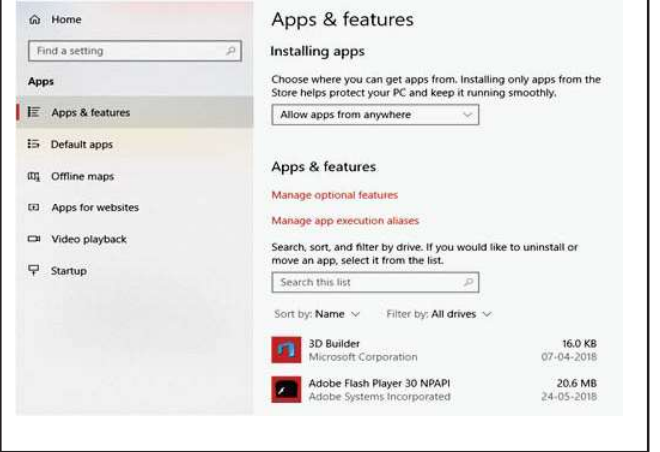 Home
Find a setting
Apps
Apps & features
Default apps
Offline maps
Apps for websites
Video playback
Startup
Apps & features
Installing apps
Choose where you can get apps from. Installing only apps from the
Store helps protect your PC and keep it running smoothly.
Allow apps from anywhere
Apps & features
Manage optional features
Manage app execution aliases
Search, sort, and filter by drive. If you would like to uninstall or
move an app, select it from the list.
Search this list
Sort by: Name Filter by: All drives
3D Builder 16.0 KB
Microsoft Corporation 07-04-2018
Adobe Flash Player 30 NPAPI 20.6 MB
Adobe Systems Incorporated 24-05-2018